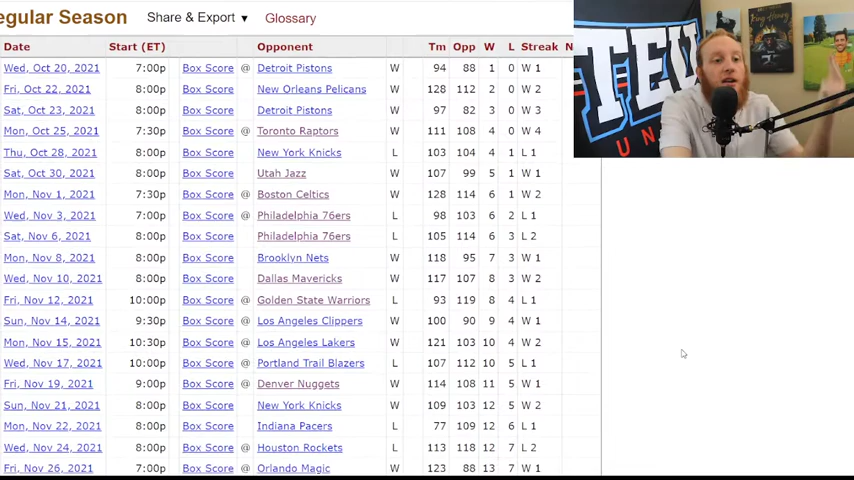 egular Season Share & Export ▼ Glossary
Date Start (ET) Opponent Tm Opp W L Streak N
Wed, Oct 20, 2021 7:00p Box Score @ Detroit Pistons W 94 88 1 0 W 1
Fri, Oct 22, 2021 8:00p Box Score New Orleans Pelicans W 128 112 2 0 W 2
Sat, Oct 23, 2021 8:00p Box Score Detroit Pistons W 97 82 3 0 W 3
Mon, Oct 25, 2021 7:30p Box Score @ Toronto Raptors W 111 108 4 0 W 4
Thu, Oct 28, 2021 8:00p Box Score New York Knicks L 103 104 4 1 L 1
Sat, Oct 30, 2021 8:00p Box Score Utah Jazz W 107 99 5 1 W 1
Mon, Nov 1, 2021 7:30p Box Score @ Boston Celtics W 128 114 6 1 W 2
Wed, Nov 3, 2021 7:00p Box Score @ Philadelphia 76ers L 98 103 6 2 L 1
Sat, Nov 6, 2021 8:00p Box Score Philadelphia 76ers L 105 114 6 3 L 2
Mon, Nov 8, 2021 8:00p Box Score Brooklyn Nets W 118 95 7 3 W 1
Wed, Nov 10, 2021 8:00p Box Score Dallas Mavericks W 117 107 8 3 W 2
Fri, Nov 12, 2021 10:00p Box Score @ Golden State Warriors L 93 119 8 4 L 1
Sun, Nov 14, 2021 9:30p Box Score @ Los Angeles Clippers W 100 90 9 4 W 1
Mon, Nov 15, 2021 10:30p Box Score @ Los Angeles Lakers W 121 103 10 4 W 2
Wed, Nov 17, 2021 10:00p Box Score @ Portland Trail Blazers L 107 112 10 5 L 1
Fri, Nov 19, 2021 9:00p Box Score @ Denver Nuggets W 114 108 11 5 W 1
Sun, Nov 21, 2021 8:00p Box Score New York Knicks W 109 103 12 5 W 2
Mon, Nov 22, 2021 8:00p Box Score Indiana Pacers L 77 109 12 6 L 1
Wed, Nov 24, 2021 8:00p Box Score @ Houston Rockets L 113 118 12 7 L 2
Fri, Nov 26, 2021 7:00p Box Score @ Orlando Magic W 123 88 13 7 W 1